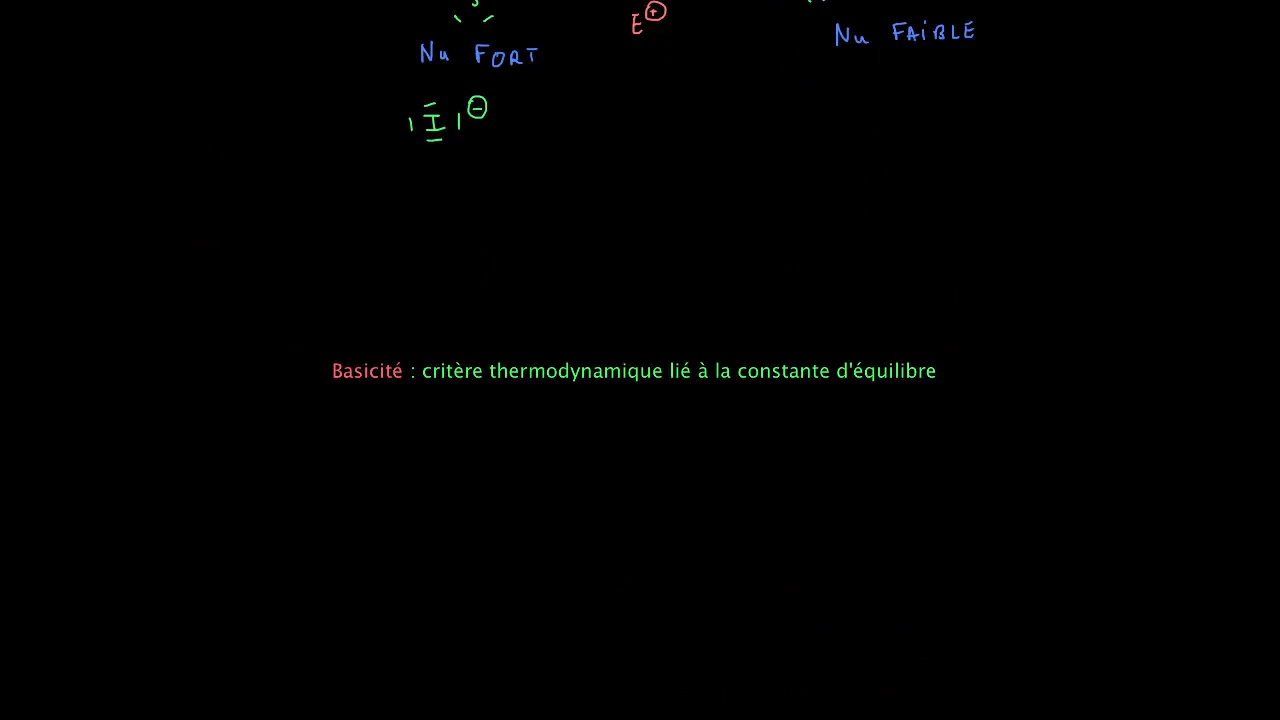 E⊕
Nu FORT
Nu FAIBLE
I⊖
Basicité : critère thermodynamique lié à la constante d'équilibre